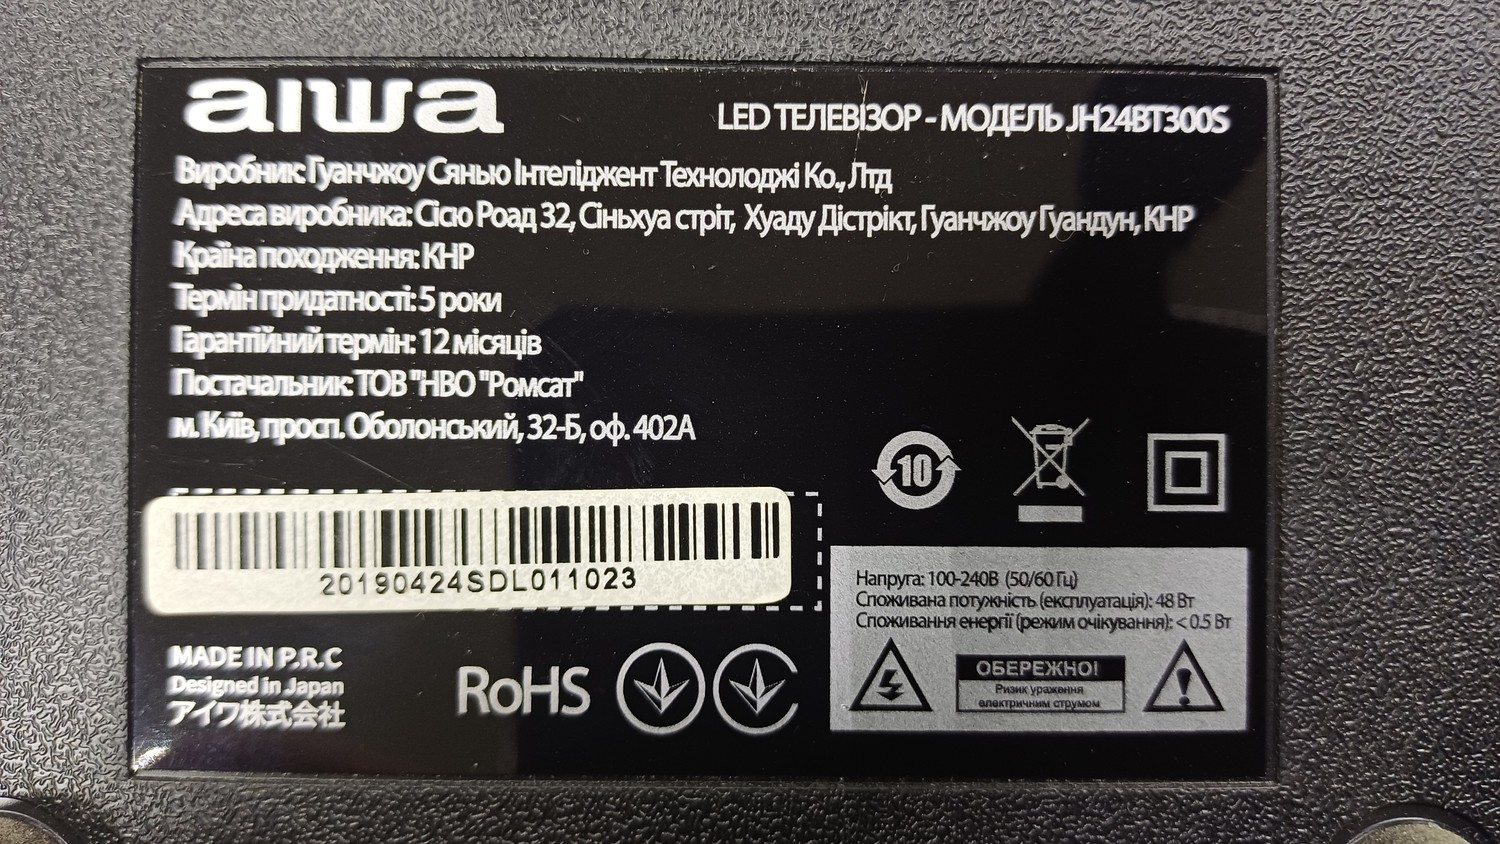 aiwa
LED ТЕЛЕВІЗОР - МОДЕЛЬ JH24BT300S
Виробник: Гуанчжоу Сянью Інтеліджент Технолоджі Ко., Лтд
Адреса виробника: Сісю Роад 32, Сіньхуа стріт, Хуаду Дістрікт, Гуанчжоу Гуандун, КНР
Країна походження: КНР
Термін придатності: 5 роки
Гарантійний термін: 12 місяців
Постачальник: ТОВ "НВО "Ромсат"
м. Київ, просп. Оболонський, 32-Б, оф. 402А
10
20190424SDL011023
Напруга: 100-240В (50/60 Гц)
Споживана потужність (експлуатація): 48 Вт
Споживання енергії (режим очікування): < 0.5 Вт
ОБЕРЕЖНО!
Ризик ураження
електричним струмом
MADE IN P.R.C
Designed in Japan
アイワ株式会社
RoHS